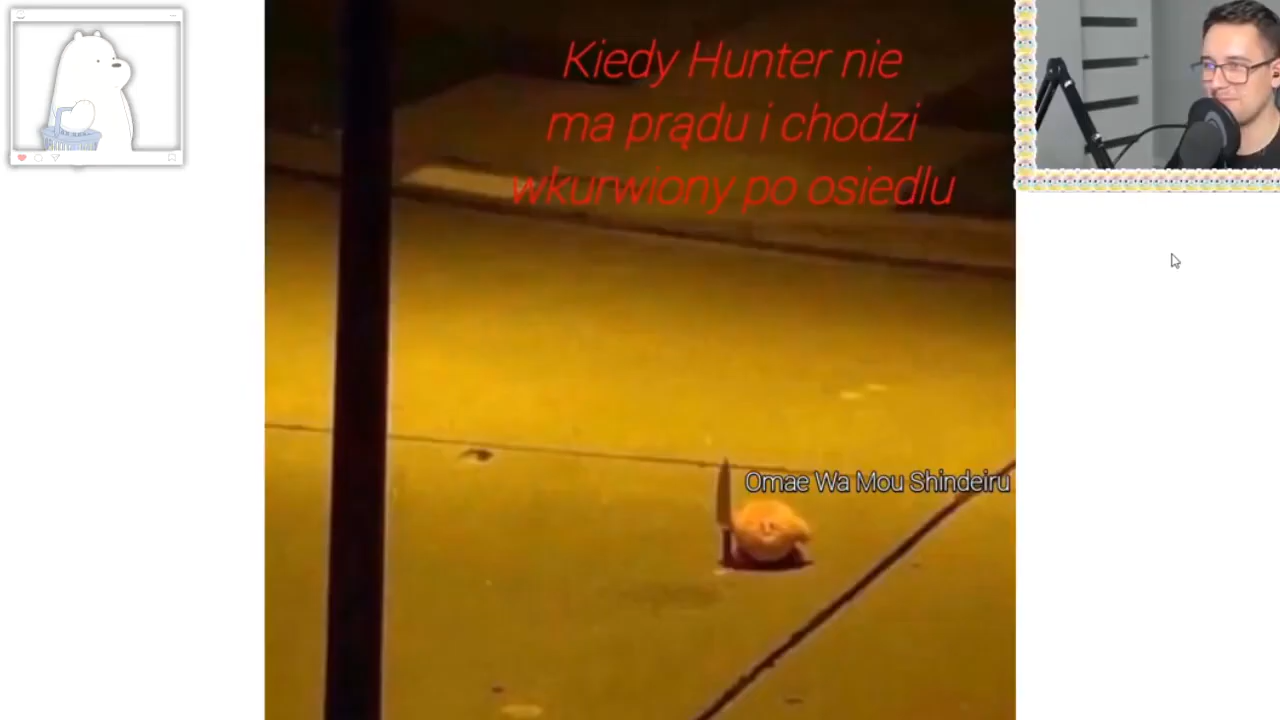 Kiedy Hunter nie
ma prądu i chodzi
wkurwiony po osiedlu
Omae Wa Mou Shindeiru